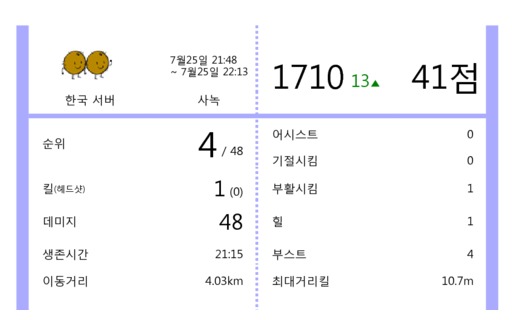 7월25일 21:48
~ 7월25일 22:13
한국 서버
사녹
1710 13▲
41점
순위
4 / 48
킬(헤드샷)
1 (0)
데미지
48
생존시간
21:15
이동거리
4.03km
어시스트
0
기절시킴
0
부활시킴
1
힐
1
부스트
4
최대거리킬
10.7m